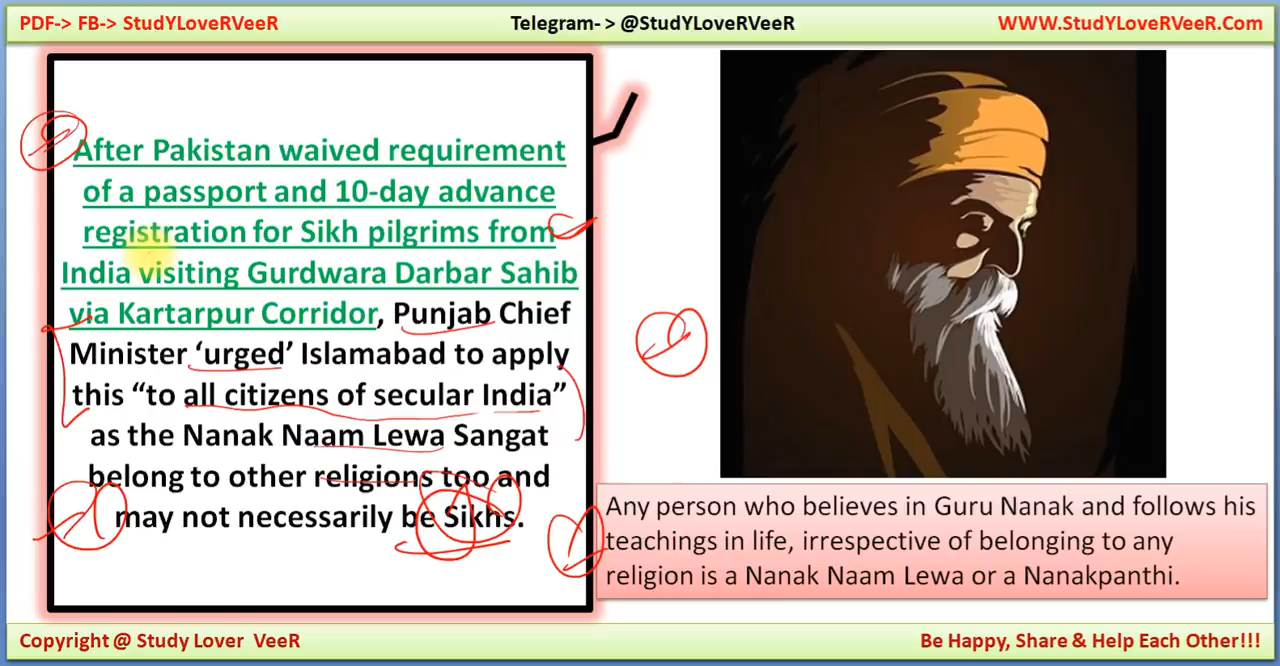 PDF-> FB-> StudYLoveRVeeR
Telegram- > @StudYLoveRVeeR
WWW.StudYLoveRVeeR.Com
After Pakistan waived requirement
of a passport and 10-day advance
registration for Sikh pilgrims from
India visiting Gurdwara Darbar Sahib
via Kartarpur Corridor, Punjab Chief
Minister ‘urged’ Islamabad to apply
this “to all citizens of secular India”
as the Nanak Naam Lewa Sangat
belong to other religions too and
may not necessarily be Sikhs.
Any person who believes in Guru Nanak and follows his
teachings in life, irrespective of belonging to any
religion is a Nanak Naam Lewa or a Nanakpanthi.
Copyright @ Study Lover VeeR
Be Happy, Share & Help Each Other!!!